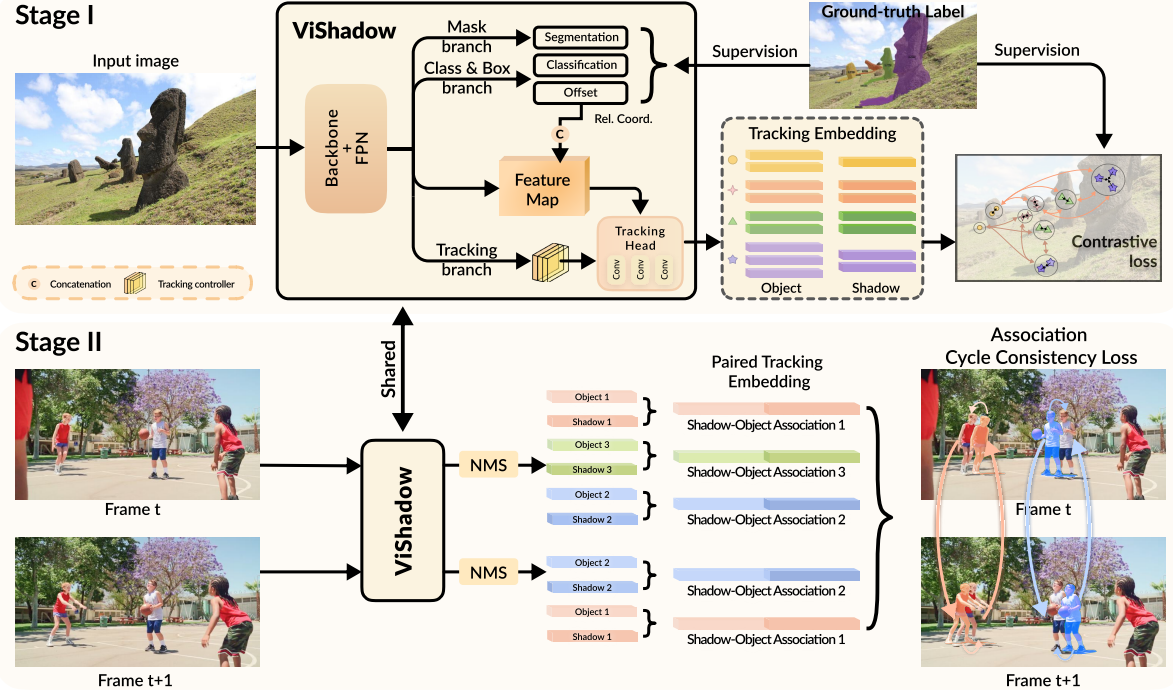 Stage I
Input image
ViShadow
Backbone
+
FPN
Mask
branch
Class & Box
branch
Tracking
branch
Segmentation
Classification
Offset
Rel. Coord.
C
Feature
Map
Tracking
Head
Conv
Conv
Conv
Supervision
Ground-truth Label
Supervision
Tracking Embedding
Object
Shadow
Contrastive
loss
C
Concatenation
Tracking controller
Shared
Stage II
Frame t
Frame t+1
ViShadow
NMS
NMS
Object 1
Shadow 1
Object 3
Shadow 3
Object 2
Shadow 2
Object 2
Shadow 2
Object 1
Shadow 1
Paired Tracking
Embedding
Shadow-Object Association 1
Shadow-Object Association 3
Shadow-Object Association 2
Shadow-Object Association 2
Shadow-Object Association 1
Association
Cycle Consistency Loss
Frame t
Frame t+1